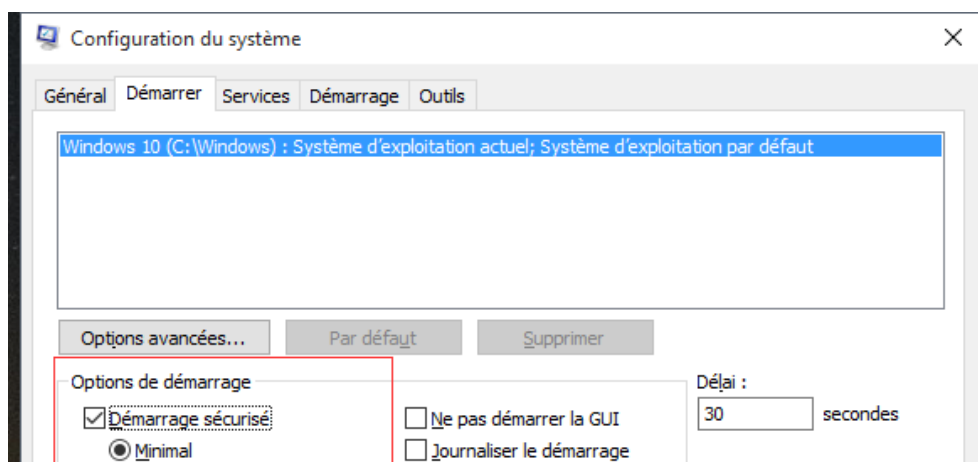 Configuration du système
Général Démarrer Services Démarrage Outils
Windows 10 (C:\Windows) : Système d'exploitation actuel; Système d'exploitation par défaut
Options avancées... Par défaut Supprimer
Options de démarrage Délai :
Démarrage sécurisé Ne pas démarrer la GUI 30 secondes
Minimal Journaliser le démarrage